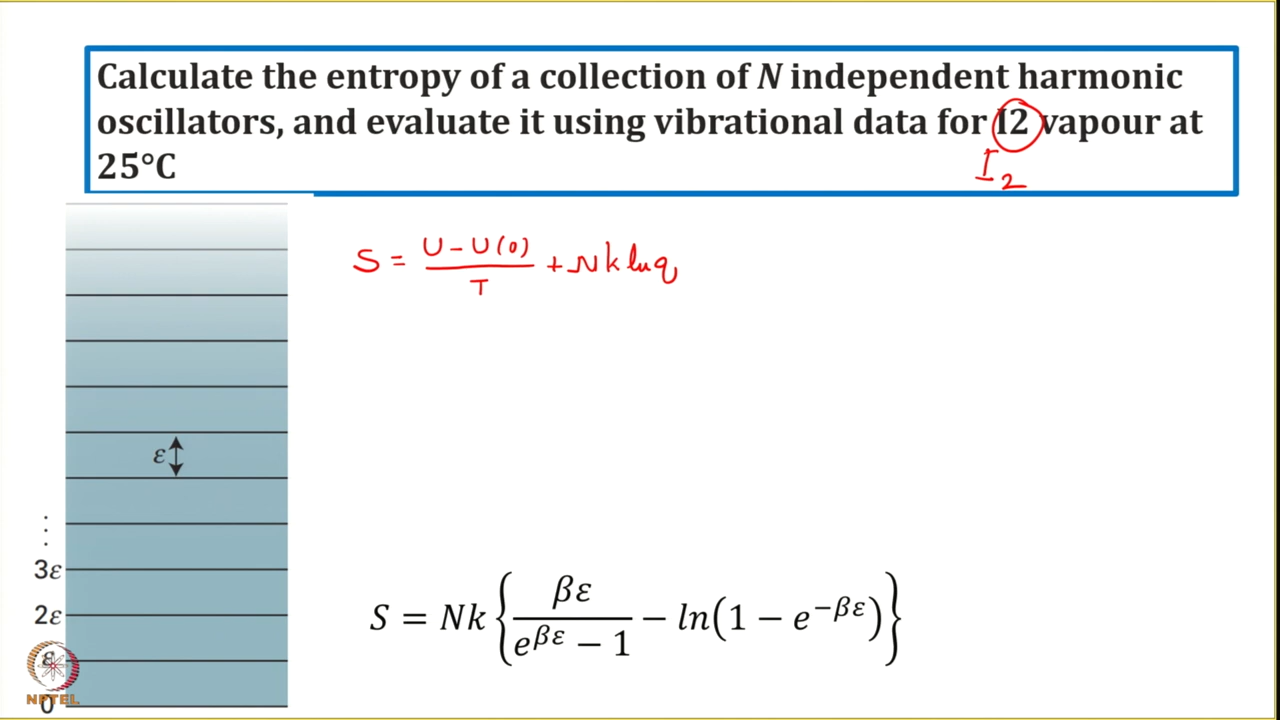 Calculate the entropy of a collection of N independent harmonic
oscillators, and evaluate it using vibrational data for I2 vapour at
25°C
I2
S = U - U(0) / T + Nk ln q
ε
⋮
3ε
2ε
ε
0
S = Nk { βε / (e^βε − 1) − ln(1 − e^−βε) }
NPTEL